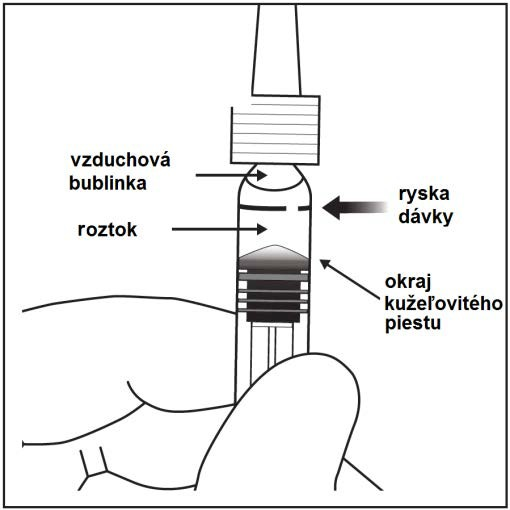 vzduchová
bublinka
ryska
dávky
roztok
okraj
kužeľovitého
piestu